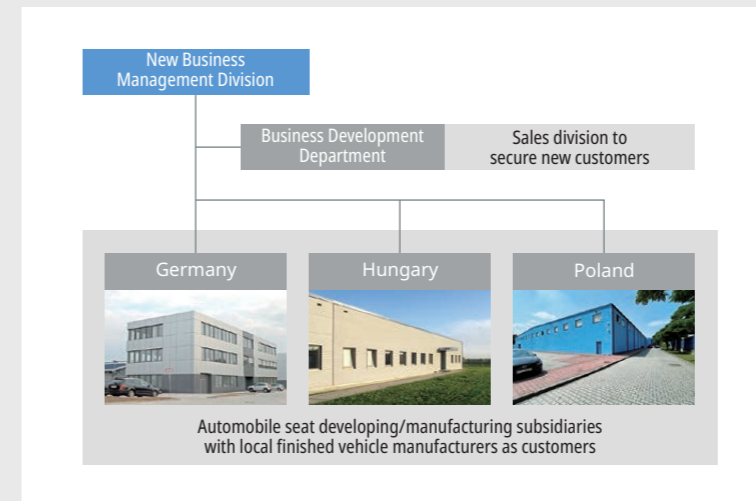 New Business
Management Division
Business Development
Department
Sales division to
secure new customers
Germany
Hungary
Poland
Automobile seat developing/manufacturing subsidiaries
with local finished vehicle manufacturers as customers